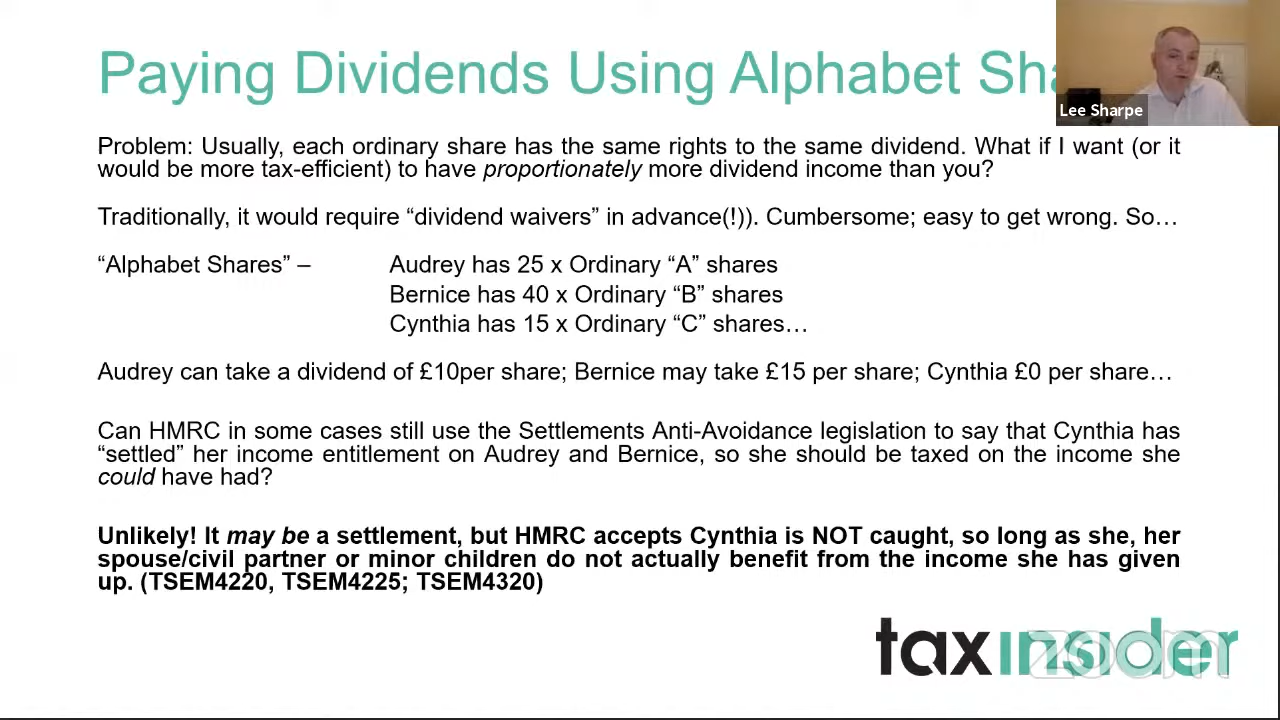 Paying Dividends Using Alphabet Sha
Lee Sharpe
Problem: Usually, each ordinary share has the same rights to the same dividend. What if I want (or it
would be more tax-efficient) to have proportionately more dividend income than you?
Traditionally, it would require “dividend waivers” in advance(!)). Cumbersome; easy to get wrong. So…
“Alphabet Shares” – Audrey has 25 x Ordinary “A” shares
Bernice has 40 x Ordinary “B” shares
Cynthia has 15 x Ordinary “C” shares…
Audrey can take a dividend of £10per share; Bernice may take £15 per share; Cynthia £0 per share…
Can HMRC in some cases still use the Settlements Anti-Avoidance legislation to say that Cynthia has
“settled” her income entitlement on Audrey and Bernice, so she should be taxed on the income she
could have had?
Unlikely! It may be a settlement, but HMRC accepts Cynthia is NOT caught, so long as she, her
spouse/civil partner or minor children do not actually benefit from the income she has given
up. (TSEM4220, TSEM4225; TSEM4320)
taxinsider
zoom